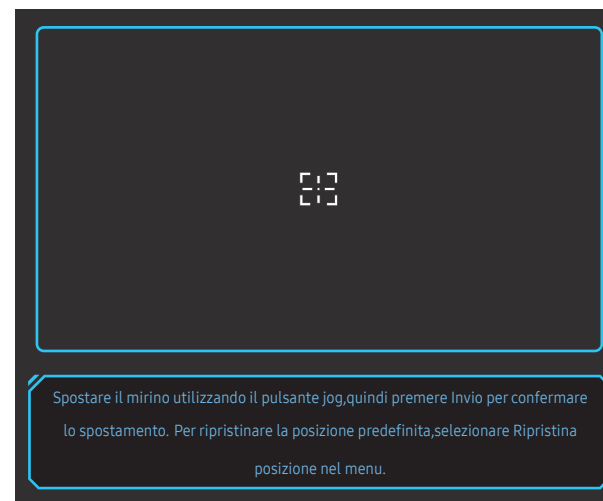 Spostare il mirino utilizzando il pulsante jog,quindi premere Invio per confermare
lo spostamento. Per ripristinare la posizione predefinita,selezionare Ripristina
posizione nel menu.